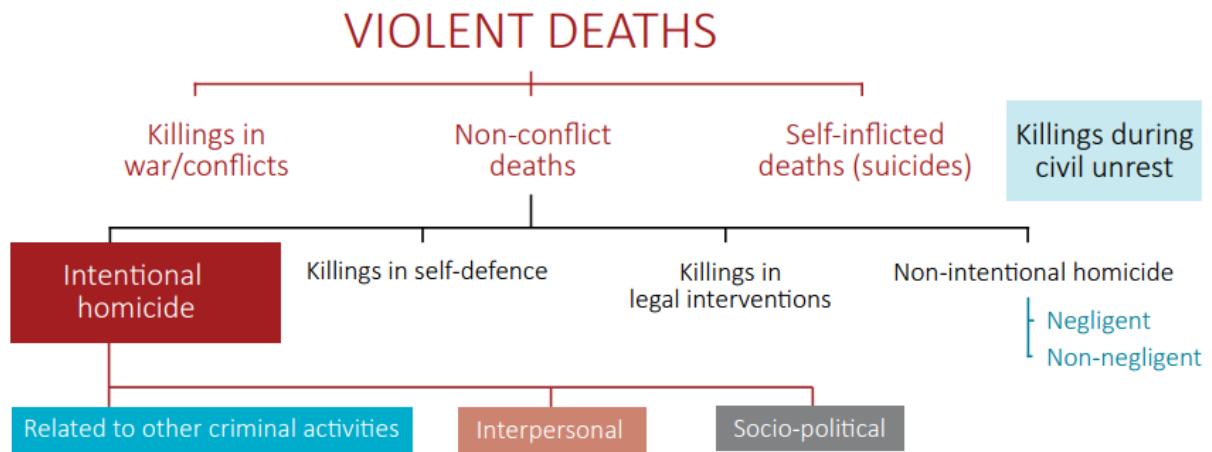 VIOLENT DEATHS
Killings in
war/conflicts
Non-conflict
deaths
Self-inflicted
deaths (suicides)
Killings during
civil unrest
Intentional
homicide
Killings in self-defence
Killings in
legal interventions
Non-intentional homicide
Negligent
Non-negligent
Related to other criminal activities
Interpersonal
Socio-political